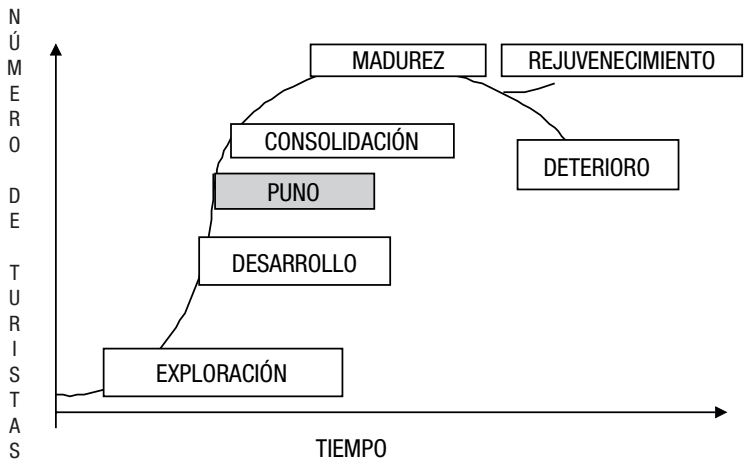 NÚMERO DE TURISTAS
MADUREZ
REJUVENECIMIENTO
CONSOLIDACIÓN
DETERIORO
PUNO
DESARROLLO
EXPLORACIÓN
TIEMPO